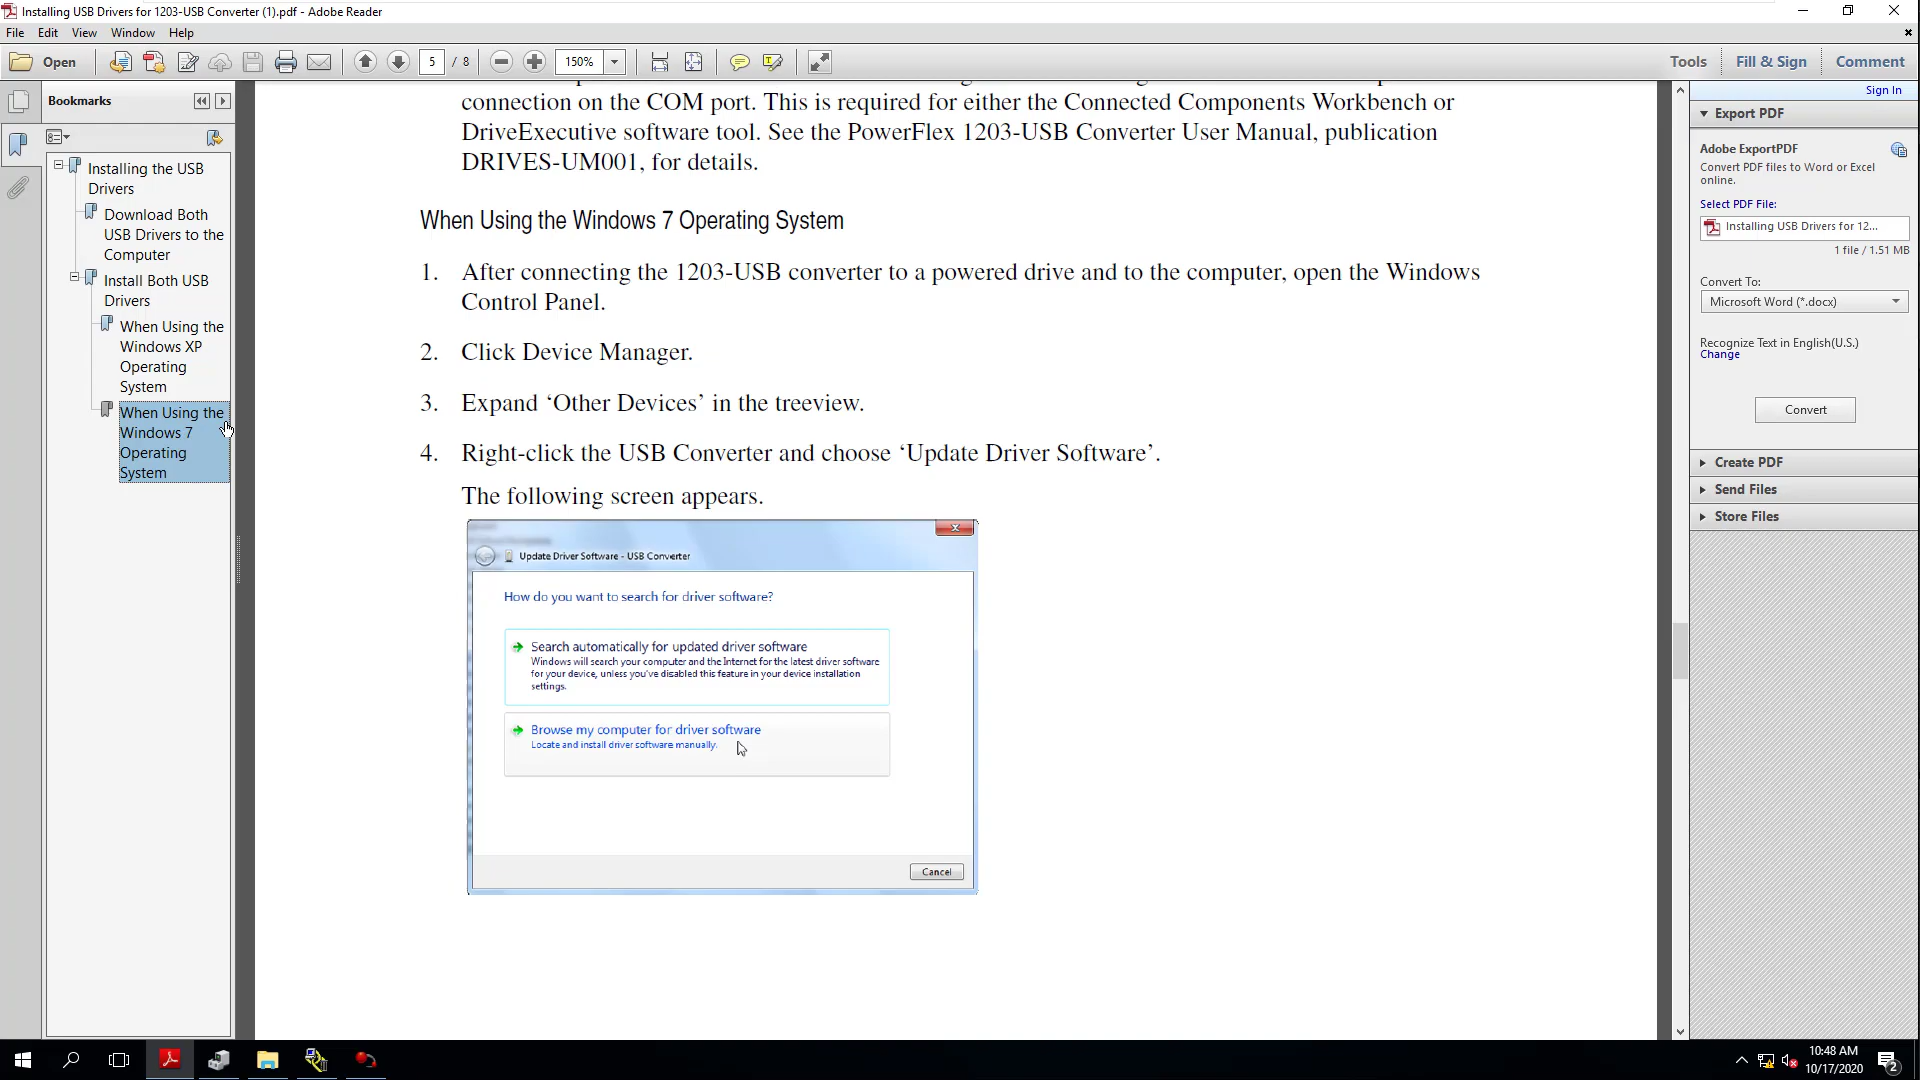 Installing USB Drivers for 1203-USB Converter (1).pdf - Adobe Reader
File Edit View Window Help
Open 5 / 8 150% Tools Fill & Sign Comment
Bookmarks
Installing the USB
Drivers
Download Both
USB Drivers to the
Computer
Install Both USB
Drivers
When Using the
Windows XP
Operating
System
When Using the
Windows 7
Operating
System
connection on the COM port. This is required for either the Connected Components Workbench or
DriveExecutive software tool. See the PowerFlex 1203-USB Converter User Manual, publication
DRIVES-UM001, for details.
When Using the Windows 7 Operating System
1. After connecting the 1203-USB converter to a powered drive and to the computer, open the Windows
Control Panel.
2. Click Device Manager.
3. Expand ‘Other Devices’ in the treeview.
4. Right-click the USB Converter and choose ‘Update Driver Software’.
The following screen appears.
Update Driver Software - USB Converter
How do you want to search for driver software?
Search automatically for updated driver software
Windows will search your computer and the Internet for the latest driver software
for your device, unless you've disabled this feature in your device installation
settings.
Browse my computer for driver software
Locate and install driver software manually.
Cancel
Sign In
Export PDF
Adobe ExportPDF
Convert PDF files to Word or Excel
online.
Select PDF File:
Installing USB Drivers for 12...
1 file / 1.51 MB
Convert To:
Microsoft Word (*.docx)
Recognize Text in English(U.S.)
Change
Convert
Create PDF
Send Files
Store Files
10:48 AM
10/17/2020
2